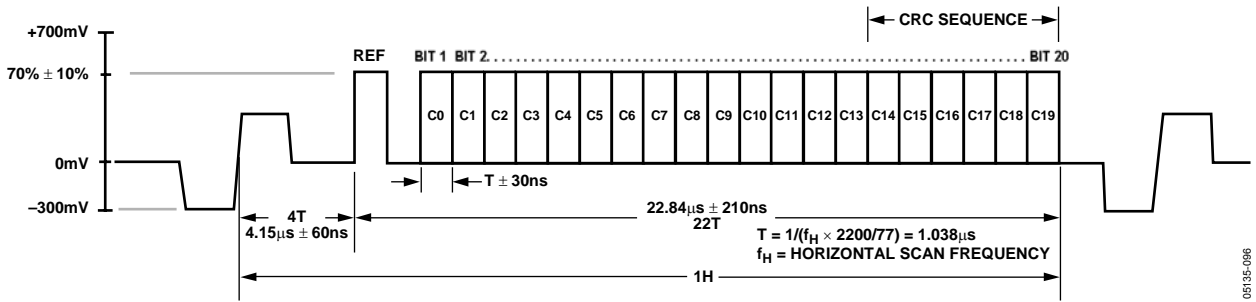 CRC SEQUENCE
+700mV
REF
BIT 1 BIT 2. . . . . . . . . . . . . . . . . . . . . . . . . . . . . . . . . . . . . . . . . . . . . . . . . . . . . . . . . . . . . . . . . . BIT 20
70% ± 10%
C0 C1 C2 C3 C4 C5 C6 C7 C8 C9 C10 C11 C12 C13 C14 C15 C16 C17 C18 C19
0mV
T ± 30ns
–300mV
4T
4.15μs ± 60ns
22.84μs ± 210ns
22T
T = 1/(fH × 2200/77) = 1.038μs
fH = HORIZONTAL SCAN FREQUENCY
1H
05135-096